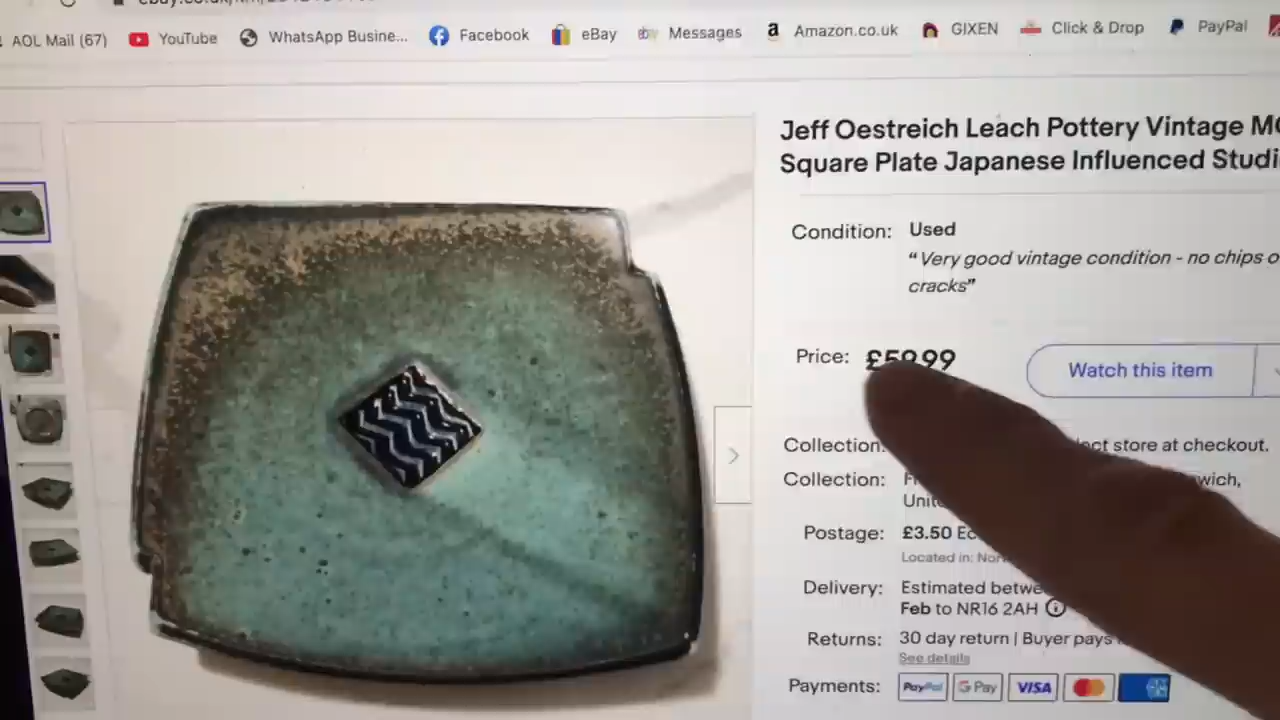 AOL Mail (67) YouTube WhatsApp Busine... Facebook eBay Messages Amazon.co.uk GIXEN Click & Drop PayPal
Jeff Oestreich Leach Pottery Vintage
Square Plate Japanese Influenced
Condition: Used
“Very good vintage condition - no chips
cracks”
Price: £59.99
Watch this item
Collection: store at checkout.
Collection:
Postage: £3.50
Located in:
Delivery: Estimated
Feb to NR16 2AH
Returns: 30 day return | Buyer pays
See details
Payments: PayPal G Pay VISA